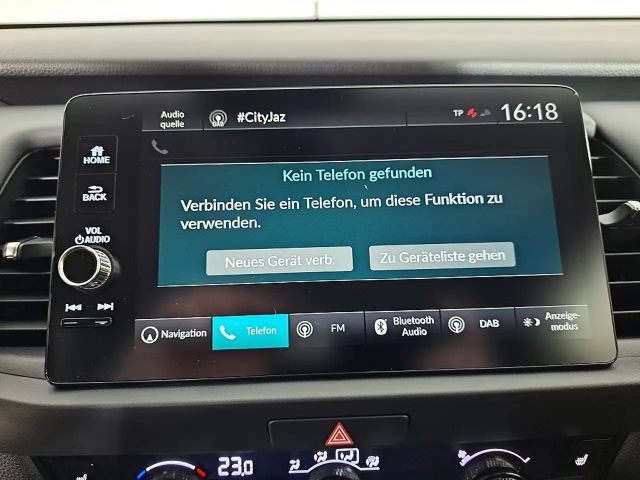 Audio
quelle
DAB
#CityJaz
TP
16:18
HOME
BACK
VOL
AUDIO
Kein Telefon gefunden
Verbinden Sie ein Telefon, um diese Funktion zu
verwenden.
Neues Gerät verb.
Zu Geräteliste gehen
Navigation
Telefon
FM
Bluetooth
Audio
DAB
Anzeige-
modus
23.0